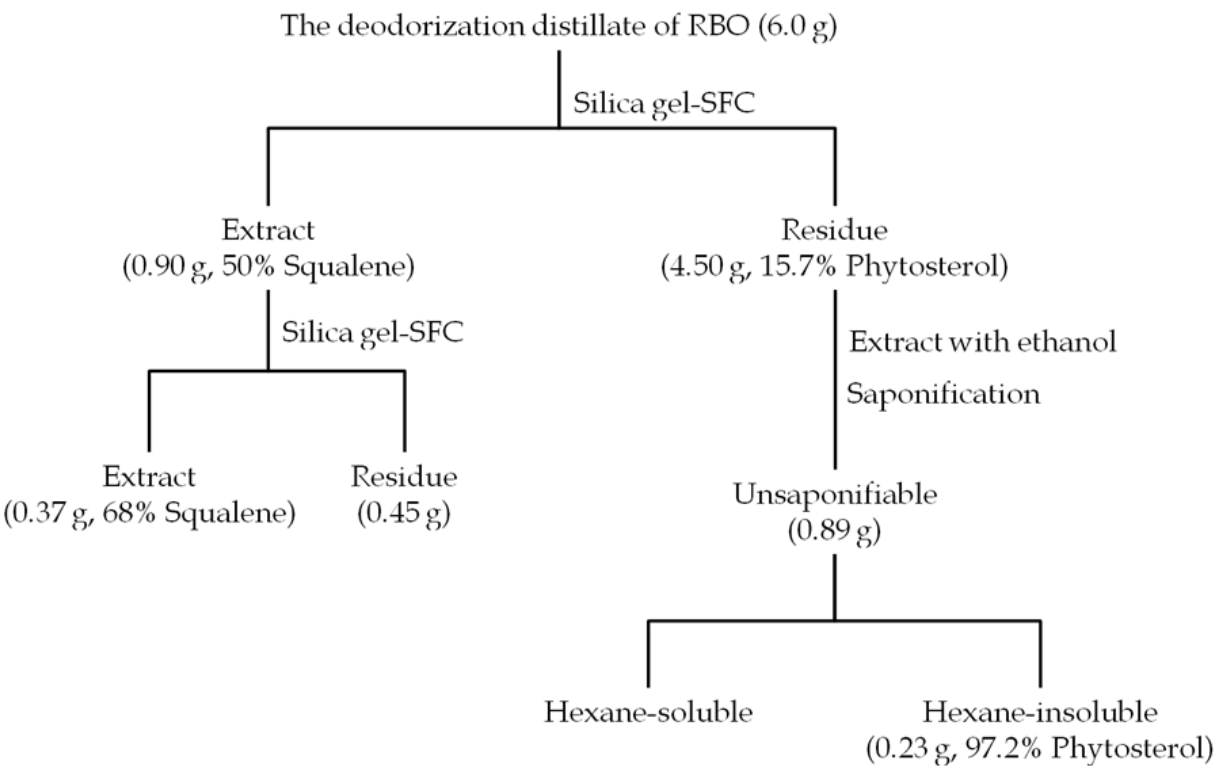 The deodorization distillate of RBO (6.0 g)
Silica gel-SFC
Extract
(0.90 g, 50% Squalene)
Residue
(4.50 g, 15.7% Phytosterol)
Silica gel-SFC
Extract with ethanol
Saponification
Extract
(0.37 g, 68% Squalene)
Residue
(0.45 g)
Unsaponifiable
(0.89 g)
Hexane-soluble
Hexane-insoluble
(0.23 g, 97.2% Phytosterol)